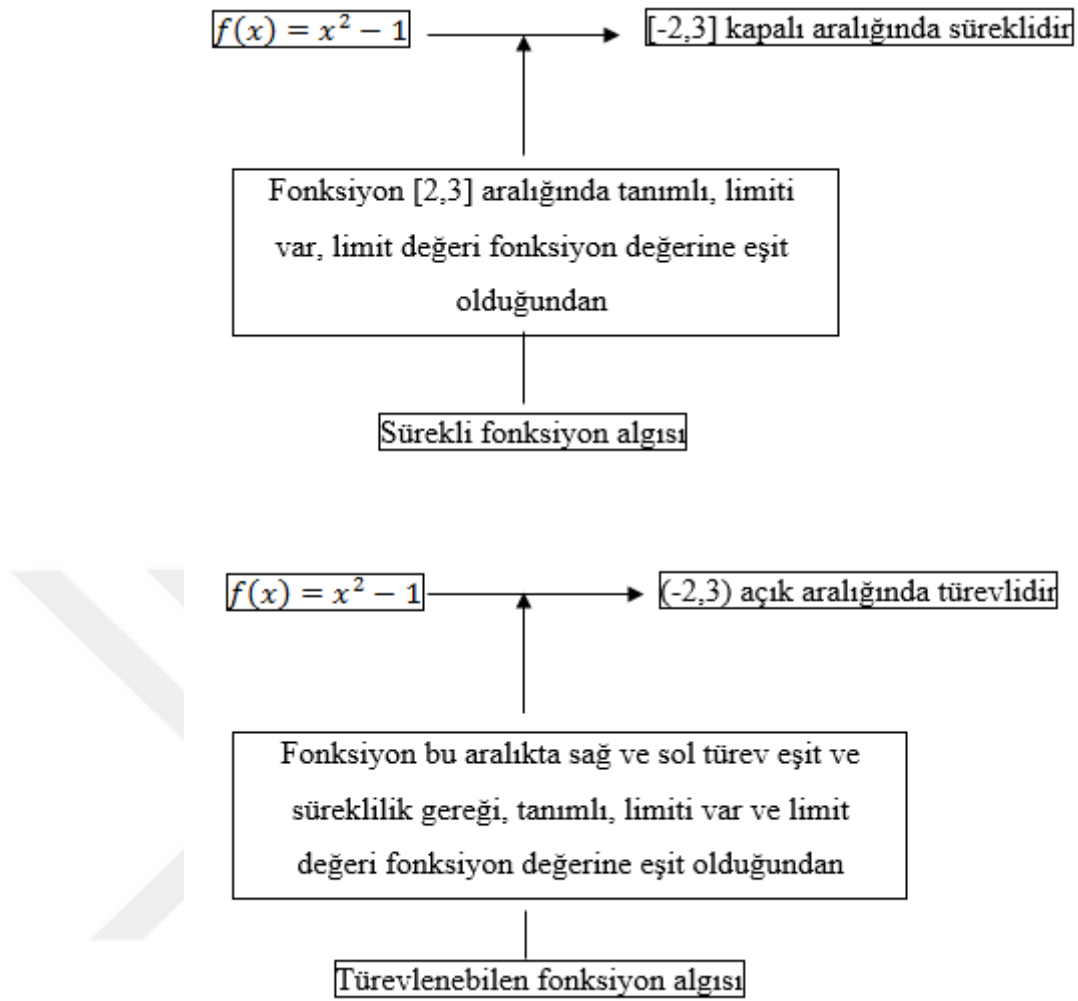 f(x) = x² − 1
[-2,3] kapalı aralığında süreklidir
Fonksiyon [2,3] aralığında tanımlı, limiti
var, limit değeri fonksiyon değerine eşit
olduğundan
Sürekli fonksiyon algısı
f(x) = x² − 1
(-2,3) açık aralığında türevlidir
Fonksiyon bu aralıkta sağ ve sol türev eşit ve
süreklilik gereği, tanımlı, limiti var ve limit
değeri fonksiyon değerine eşit olduğundan
Türevlenebilen fonksiyon algısı